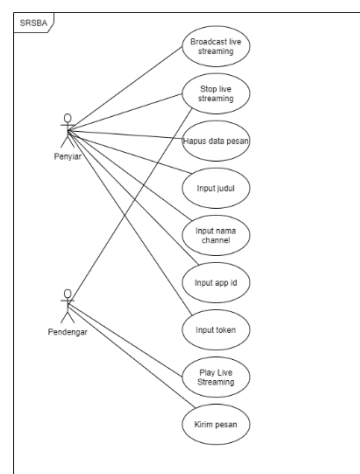 SRSBA
Broadcast live
streaming
Stop live
streaming
Hapus data pesan
Penyiar
Input judul
Input nama
channel
Input app id
Pendengar
Input token
Play Live
Streaming
Kirim pesan